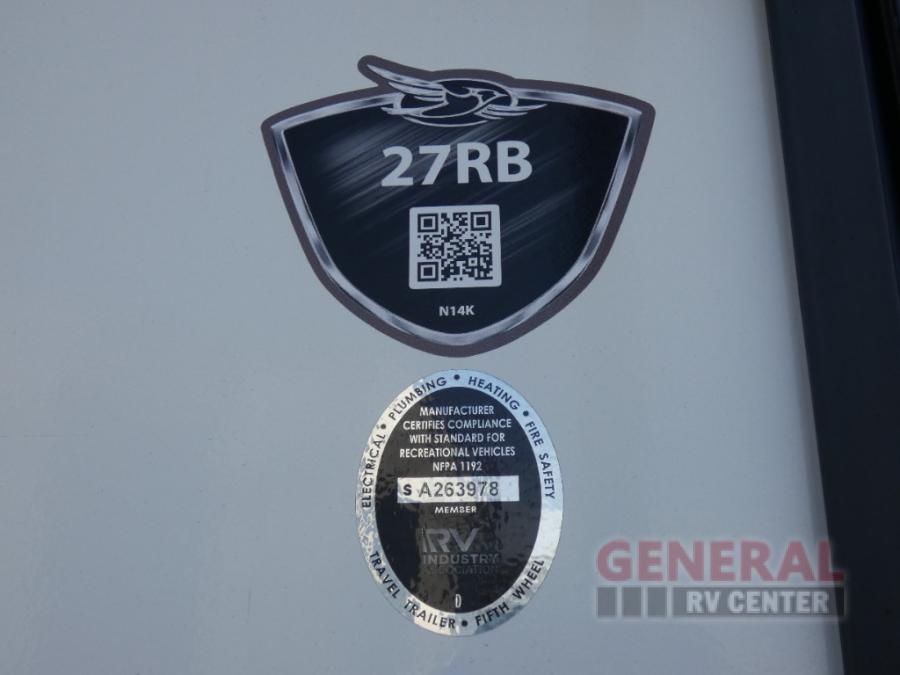 27RB
N14K
ELECTRICAL • PLUMBING • HEATING • FIRE SAFETY
MANUFACTURER
CERTIFIES COMPLIANCE
WITH STANDARD FOR
RECREATIONAL VEHICLES
NFPA 1192
S A263978
MEMBER
RV
INDUSTRY
ASSOCIATION
TRAVEL TRAILER • FIFTH WHEEL
GENERAL
RV CENTER